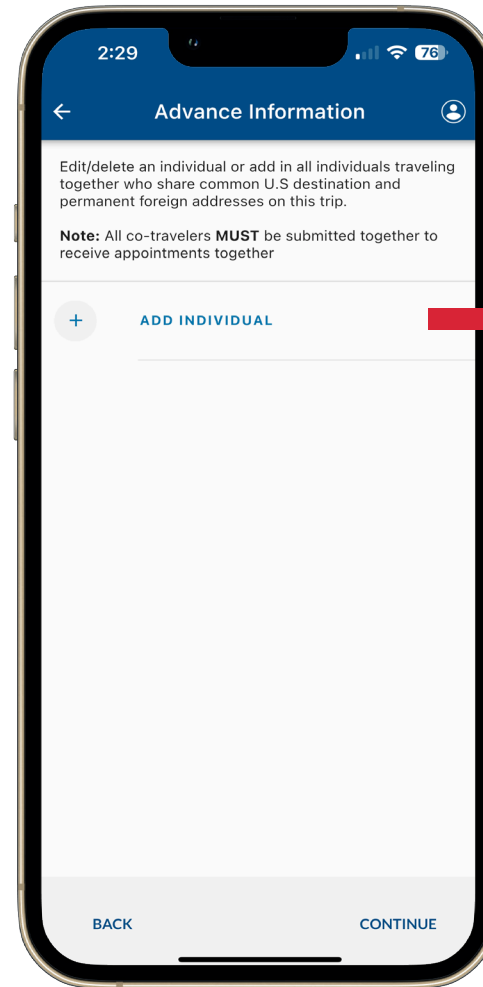 2:29
76
Advance Information
Edit/delete an individual or add in all individuals traveling
together who share common U.S destination and
permanent foreign addresses on this trip.
Note: All co-travelers MUST be submitted together to
receive appointments together
+ ADD INDIVIDUAL
BACK
CONTINUE